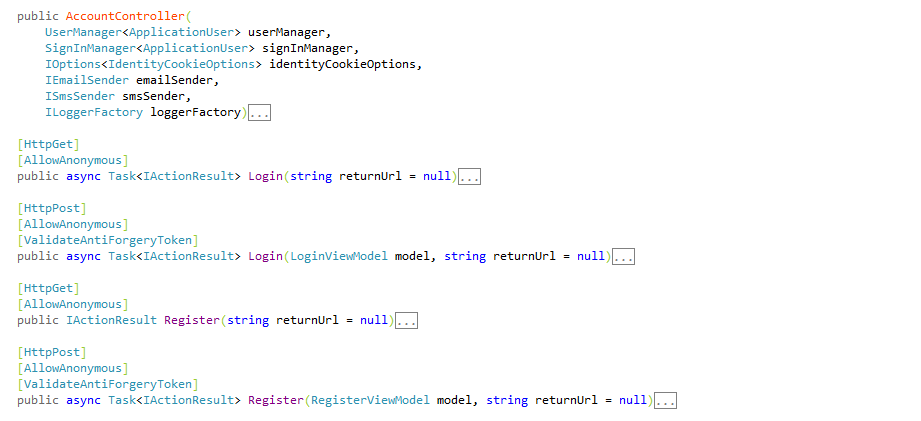 public AccountController(
UserManager<ApplicationUser> userManager,
SignInManager<ApplicationUser> signInManager,
IOptions<IdentityCookieOptions> identityCookieOptions,
IEmailSender emailSender,
ISmsSender smsSender,
ILoggerFactory loggerFactory)...
[HttpGet]
[AllowAnonymous]
public async Task<IActionResult> Login(string returnUrl = null)...
[HttpPost]
[AllowAnonymous]
[ValidateAntiForgeryToken]
public async Task<IActionResult> Login(LoginViewModel model, string returnUrl = null)...
[HttpGet]
[AllowAnonymous]
public IActionResult Register(string returnUrl = null)...
[HttpPost]
[AllowAnonymous]
[ValidateAntiForgeryToken]
public async Task<IActionResult> Register(RegisterViewModel model, string returnUrl = null)...